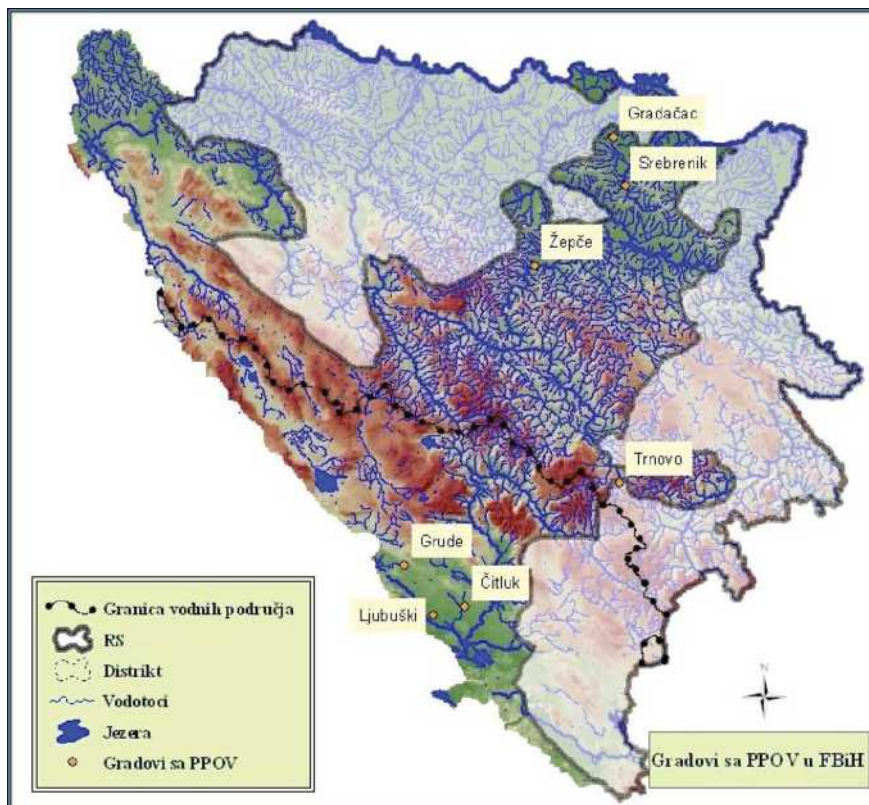 Gradačac
Srebrenik
Žepče
Trnovo
Grude
Čitluk
Ljubuški
Granica vodnih područja
RS
Distrikt
Vodotoci
Jezera
Gradovi sa PPOV
N
Gradovi sa PPOV u FBiH